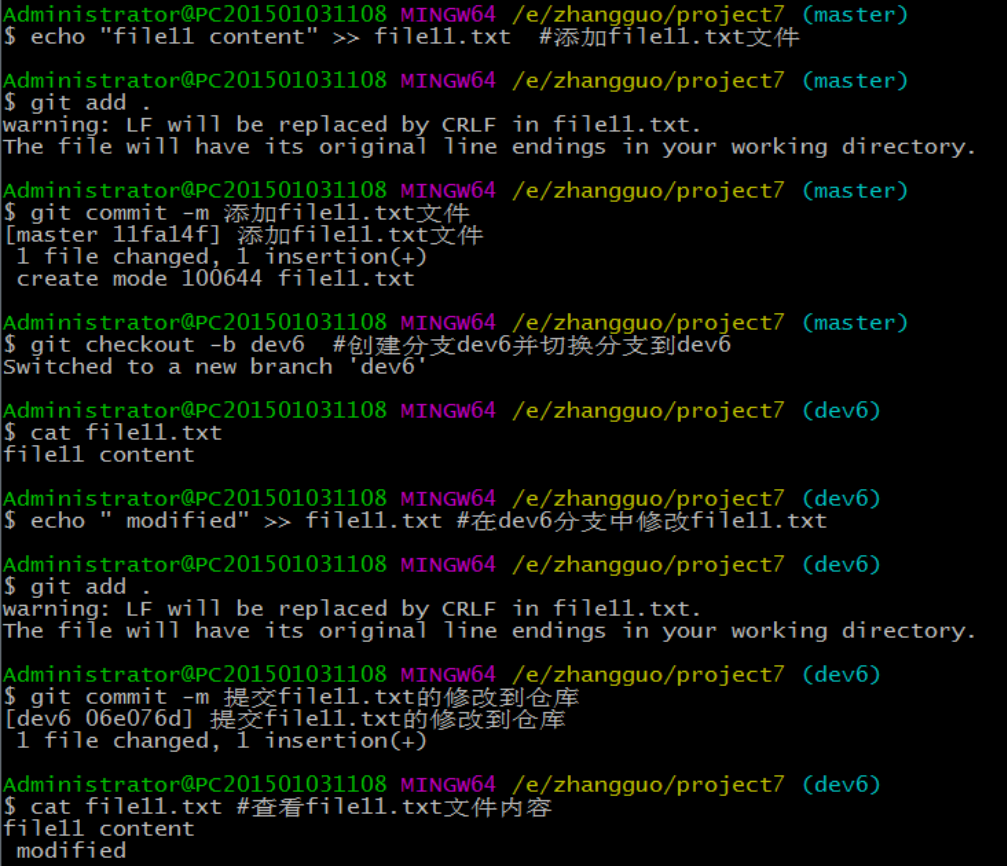 Administrator@PC201501031108 MINGW64 /e/zhangguo/project7 (master)
$ echo "file11 content" >> file11.txt  #添加file11.txt文件
Administrator@PC201501031108 MINGW64 /e/zhangguo/project7 (master)
$ git add .
warning: LF will be replaced by CRLF in file11.txt.
The file will have its original line endings in your working directory.
Administrator@PC201501031108 MINGW64 /e/zhangguo/project7 (master)
$ git commit -m 添加file11.txt文件
[master 11fa14f] 添加file11.txt文件
 1 file changed, 1 insertion(+)
 create mode 100644 file11.txt
Administrator@PC201501031108 MINGW64 /e/zhangguo/project7 (master)
$ git checkout -b dev6  #创建分支dev6并切换分支到dev6
Switched to a new branch 'dev6'
Administrator@PC201501031108 MINGW64 /e/zhangguo/project7 (dev6)
$ cat file11.txt
file11 content
Administrator@PC201501031108 MINGW64 /e/zhangguo/project7 (dev6)
$ echo " modified" >> file11.txt #在dev6分支中修改file11.txt
Administrator@PC201501031108 MINGW64 /e/zhangguo/project7 (dev6)
$ git add .
warning: LF will be replaced by CRLF in file11.txt.
The file will have its original line endings in your working directory.
Administrator@PC201501031108 MINGW64 /e/zhangguo/project7 (dev6)
$ git commit -m 提交file11.txt的修改到仓库
[dev6 06e076d] 提交file11.txt的修改到仓库
 1 file changed, 1 insertion(+)
Administrator@PC201501031108 MINGW64 /e/zhangguo/project7 (dev6)
$ cat file11.txt #查看file11.txt文件内容
file11 content
 modified